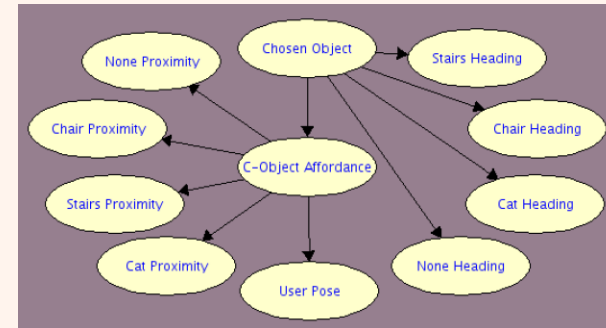 Chosen Object
None Proximity
Stairs Heading
Chair Proximity
Chair Heading
C-Object Affordance
Stairs Proximity
Cat Heading
Cat Proximity
None Heading
User Pose